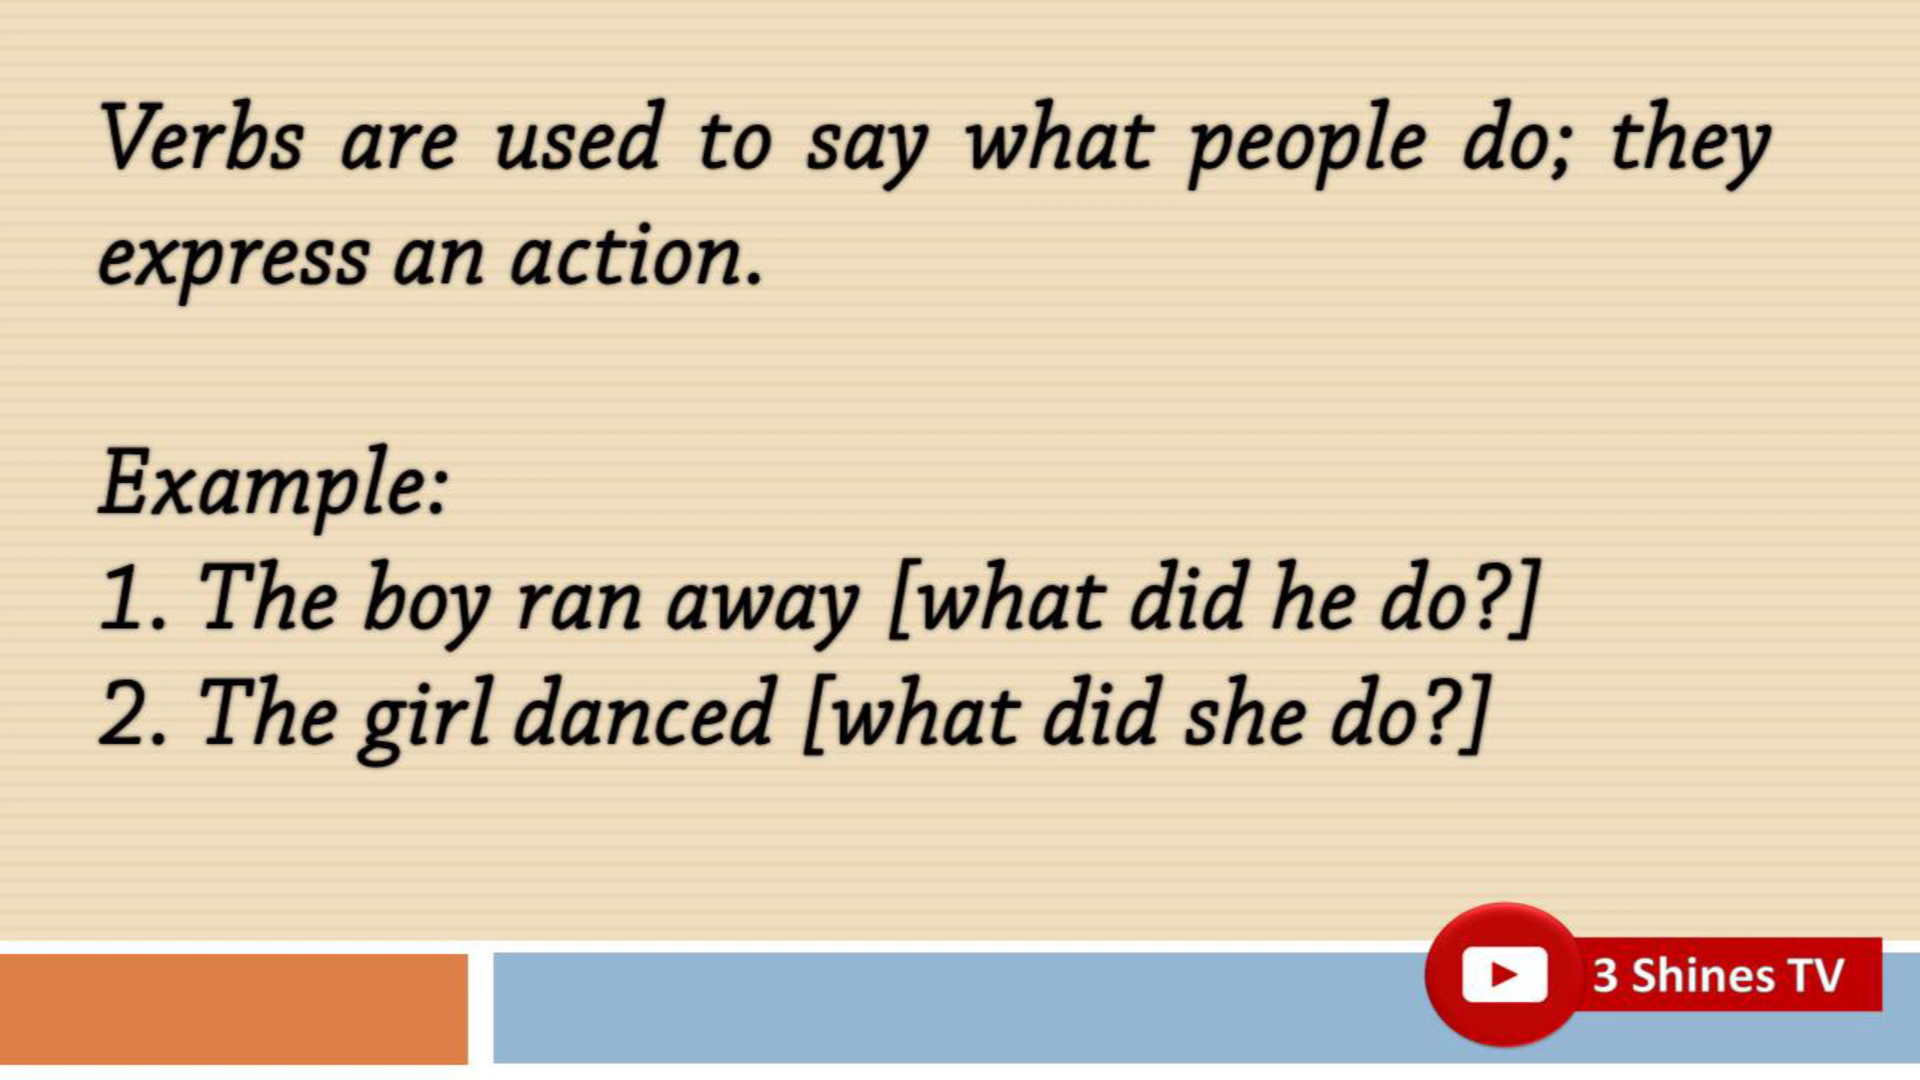 Verbs are used to say what people do; they
express an action.
Example:
1. The boy ran away [what did he do?]
2. The girl danced [what did she do?]
3 Shines TV